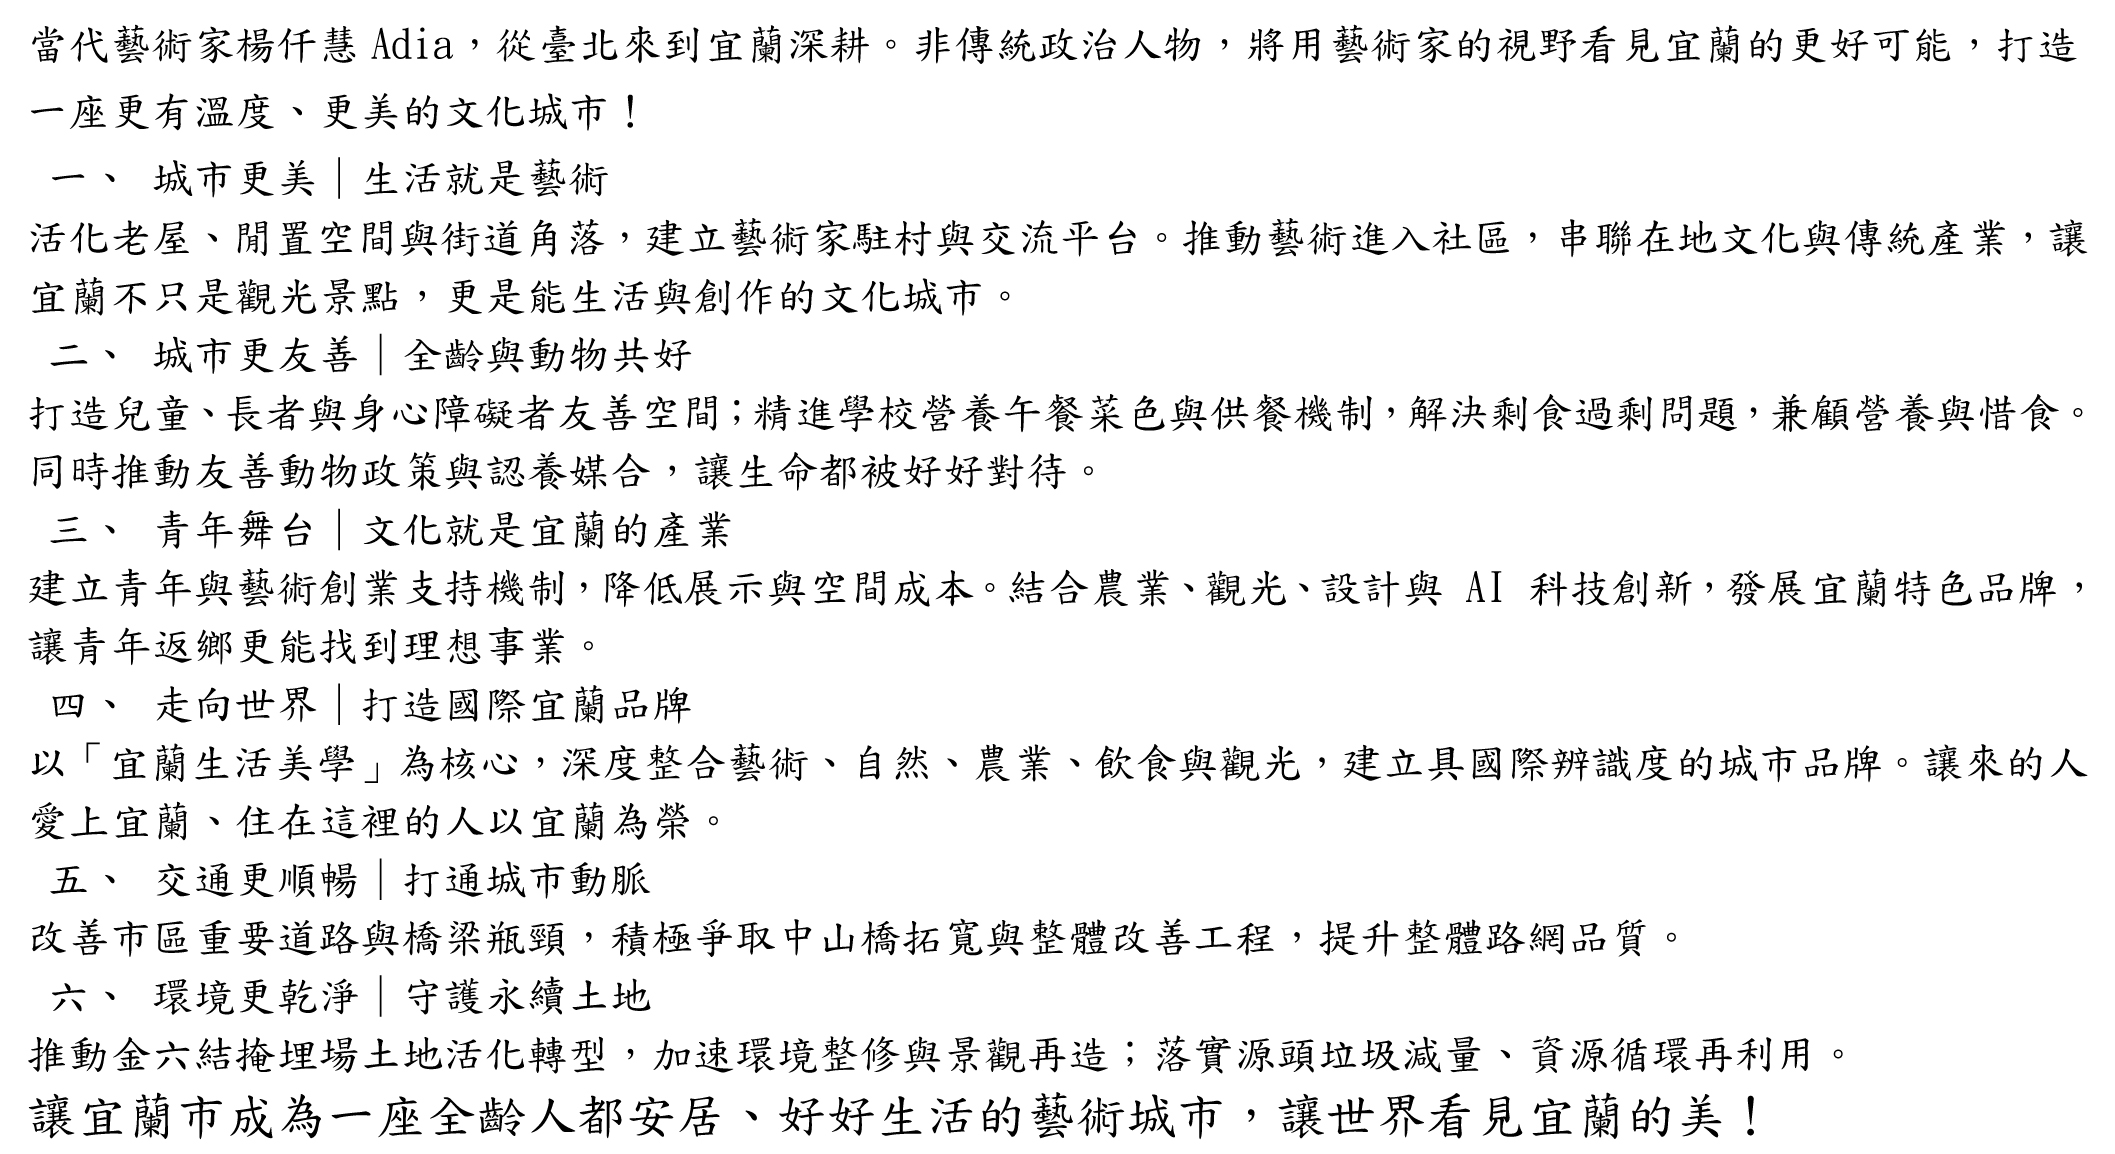 當代藝術家楊仟慧 Adia，從臺北來到宜蘭深耕。非傳統政治人物，將用藝術家的視野看見宜蘭的更好可能，打造
一座更有溫度、更美的文化城市！
一、 城市更美｜生活就是藝術
活化老屋、閒置空間與街道角落，建立藝術家駐村與交流平台。推動藝術進入社區，串聯在地文化與傳統產業，讓
宜蘭不只是觀光景點，更是能生活與創作的文化城市。
二、 城市更友善｜全齡與動物共好
打造兒童、長者與身心障礙者友善空間；精進學校營養午餐菜色與供餐機制，解決剩食過剩問題，兼顧營養與惜食。
同時推動友善動物政策與認養媒合，讓生命都被好好對待。
三、 青年舞台｜文化就是宜蘭的產業
建立青年與藝術創業支持機制，降低展示與空間成本。結合農業、觀光、設計與 AI 科技創新，發展宜蘭特色品牌，
讓青年返鄉更能找到理想事業。
四、 走向世界｜打造國際宜蘭品牌
以「宜蘭生活美學」為核心，深度整合藝術、自然、農業、飲食與觀光，建立具國際辨識度的城市品牌。讓來的人
愛上宜蘭、住在這裡的人以宜蘭為榮。
五、 交通更順暢｜打通城市動脈
改善市區重要道路與橋梁瓶頸，積極爭取中山橋拓寬與整體改善工程，提升整體路網品質。
六、 環境更乾淨｜守護永續土地
推動金六結掩埋場土地活化轉型，加速環境整修與景觀再造；落實源頭垃圾減量、資源循環再利用。
讓宜蘭市成為一座全齡人都安居、好好生活的藝術城市，讓世界看見宜蘭的美！